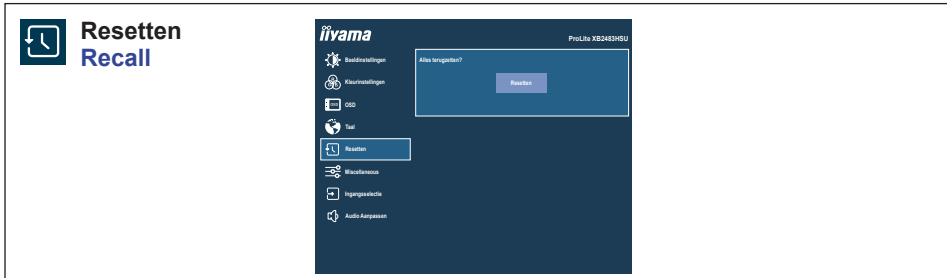 Resetten
Recall
iiyama
ProLite XB2483HSU
Beeldinstellingen
Alles terugzetten?
Kleurinstellingen
Resetten
OSD
Taal
Resetten
Miscellaneous
Ingangsselectie
Audio Aanpassen